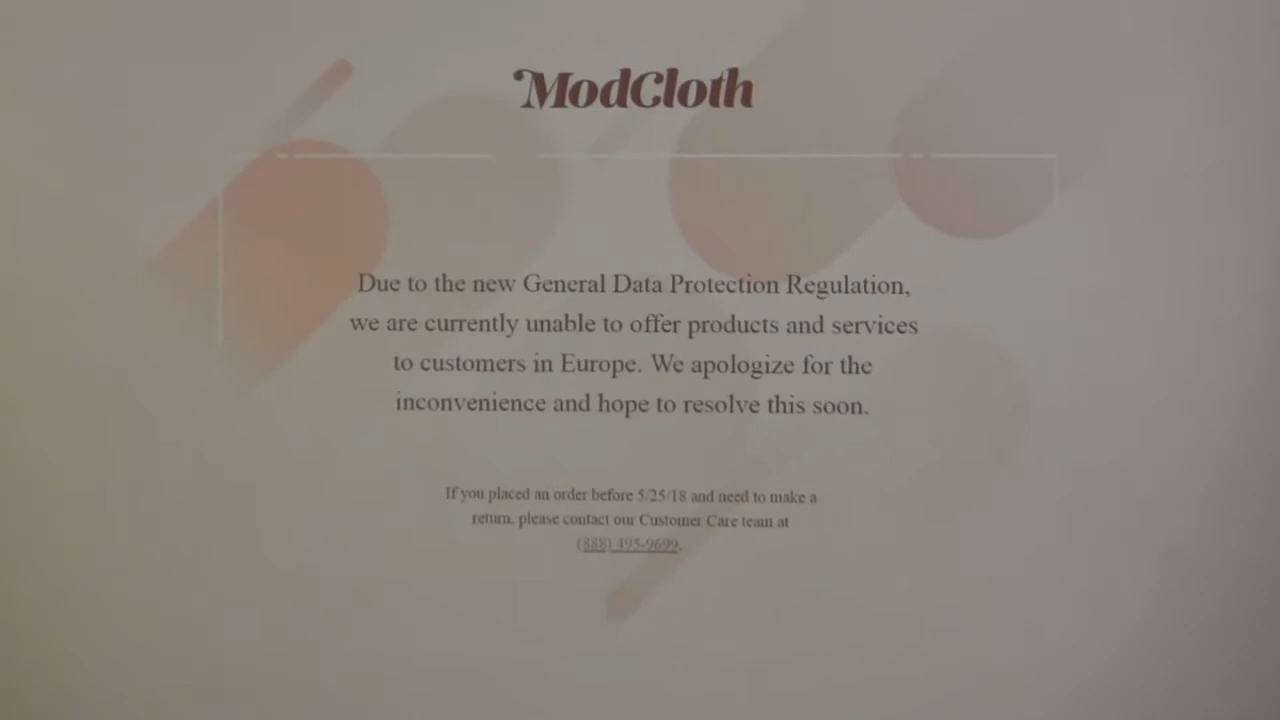 ModCloth
Due to the new General Data Protection Regulation,
we are currently unable to offer products and services
to customers in Europe. We apologize for the
inconvenience and hope to resolve this soon.
If you placed an order before 5/25/18 and need to make a
return, please contact our Customer Care team at
(888) 495-9699.